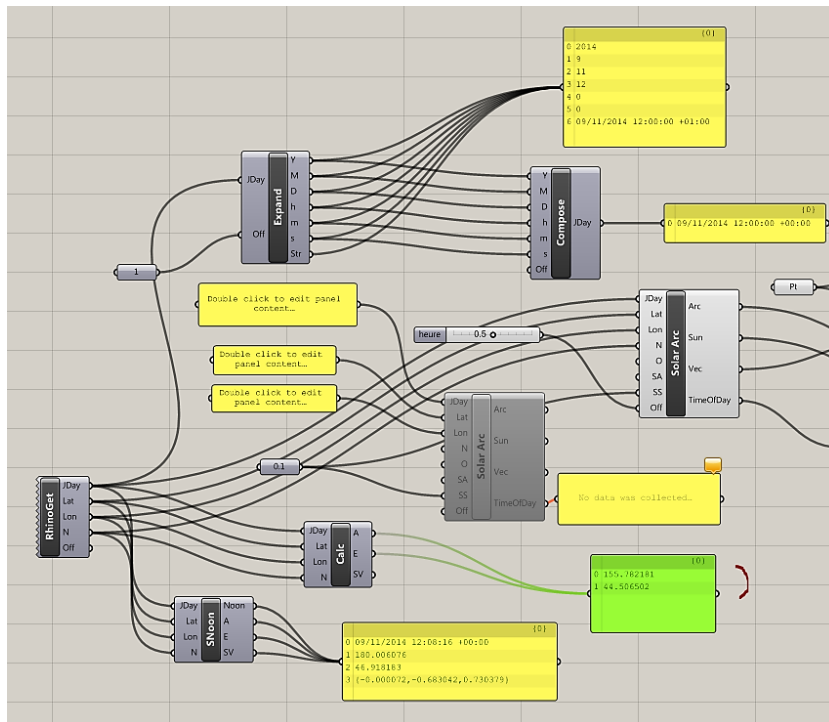 {0}
0 2014
1 9
2 11
3 12
4 0
5 0
6 09/11/2014 12:00:00 +01:00
JDay
Off
Expand
Y
M
D
h
m
s
Str
Y
M
D
h
m
s
Off
Compose
JDay
{0}
0 09/11/2014 12:00:00 +00:00
1
Double click to edit panel
content…
Double click to edit
panel content…
Double click to edit
panel content…
heure
0.5
Pt
JDay
Lat
Lon
N
O
SA
SS
Off
Solar Arc
Arc
Sun
Vec
TimeOfDay
JDay
Lat
Lon
N
O
SA
SS
Off
Solar Arc
Arc
Sun
Vec
TimeOfDay
0.1
No data was collected…
RhinoGet
JDay
Lat
Lon
N
Off
JDay
Lat
Lon
N
Calc
A
E
SV
{0}
0 155.782181
1 44.506502
JDay
Lat
Lon
N
SNoon
Noon
A
E
SV
{0}
0 09/11/2014 12:08:16 +00:00
1 180.006076
2 46.918183
3 {-0.000072,-0.683042,0.730379}